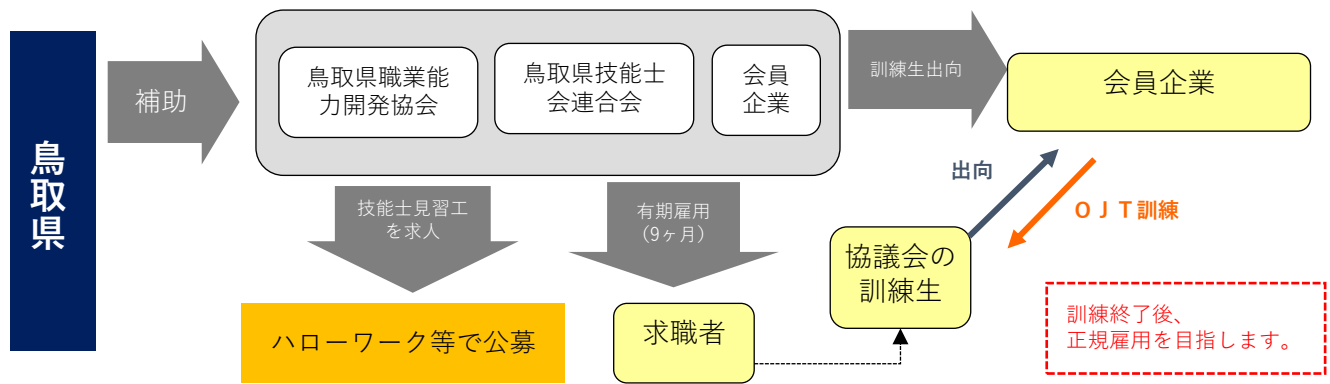 鳥取県
補助
鳥取県職業能
力開発協会
鳥取県技能士
会連合会
会員
企業
訓練生出向
会員企業
技能士見習工
を求人
有期雇用
(9ヶ月)
出向
ＯＪＴ訓練
協議会の
訓練生
ハローワーク等で公募
求職者
訓練終了後、
正規雇用を目指します。